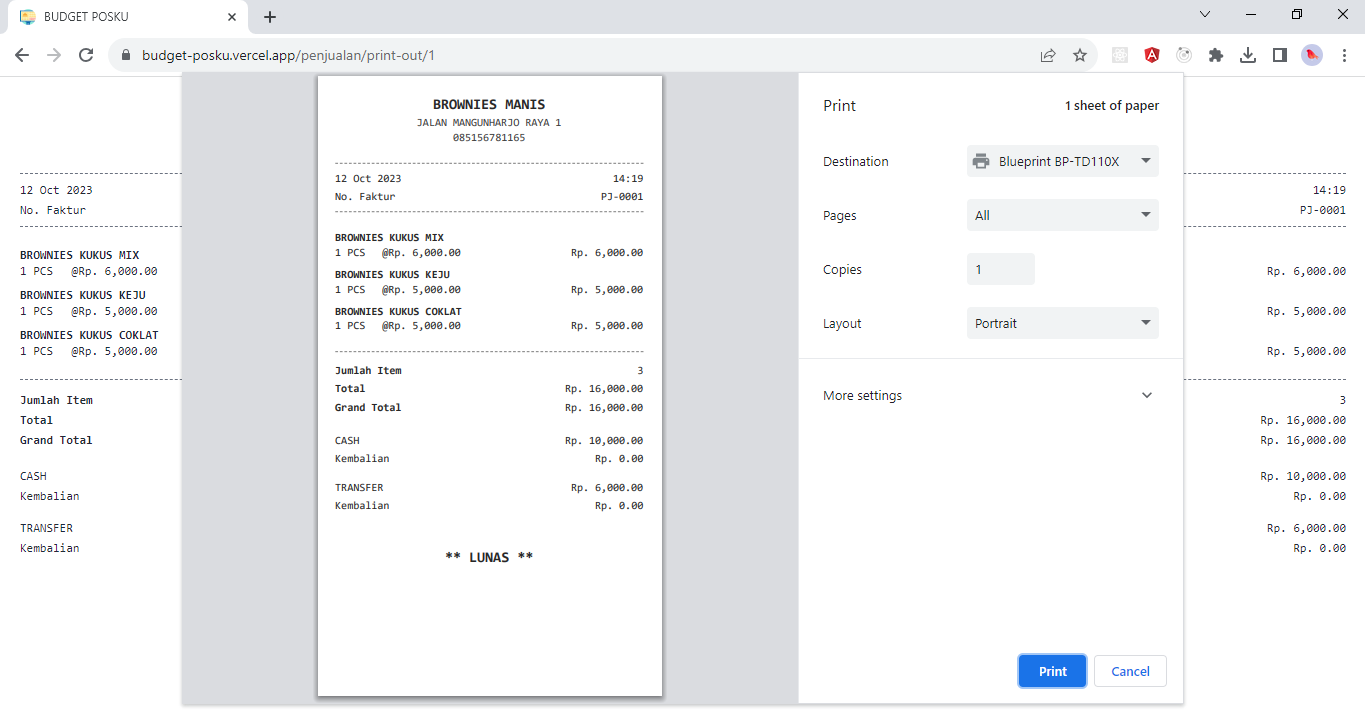 BUDGET POSKU
budget-posku.vercel.app/penjualan/print-out/1
BROWNIES MANIS
JALAN MANGUNHARJO RAYA 1
085156781165
12 Oct 2023 14:19
No. Faktur PJ-0001
BROWNIES KUKUS MIX
1 PCS @Rp. 6,000.00 Rp. 6,000.00
BROWNIES KUKUS KEJU
1 PCS @Rp. 5,000.00 Rp. 5,000.00
BROWNIES KUKUS COKLAT
1 PCS @Rp. 5,000.00 Rp. 5,000.00
Jumlah Item 3
Total Rp. 16,000.00
Grand Total Rp. 16,000.00
CASH Rp. 10,000.00
Kembalian Rp. 0.00
TRANSFER Rp. 6,000.00
Kembalian Rp. 0.00
** LUNAS **
Print 1 sheet of paper
Destination Blueprint BP-TD110X
Pages All
Copies 1
Layout Portrait
More settings
Print Cancel
12 Oct 2023 14:19
No. Faktur PJ-0001
BROWNIES KUKUS MIX
1 PCS @Rp. 6,000.00 Rp. 6,000.00
BROWNIES KUKUS KEJU
1 PCS @Rp. 5,000.00 Rp. 5,000.00
BROWNIES KUKUS COKLAT
1 PCS @Rp. 5,000.00 Rp. 5,000.00
Jumlah Item 3
Total Rp. 16,000.00
Grand Total Rp. 16,000.00
CASH Rp. 10,000.00
Kembalian Rp. 0.00
TRANSFER Rp. 6,000.00
Kembalian Rp. 0.00